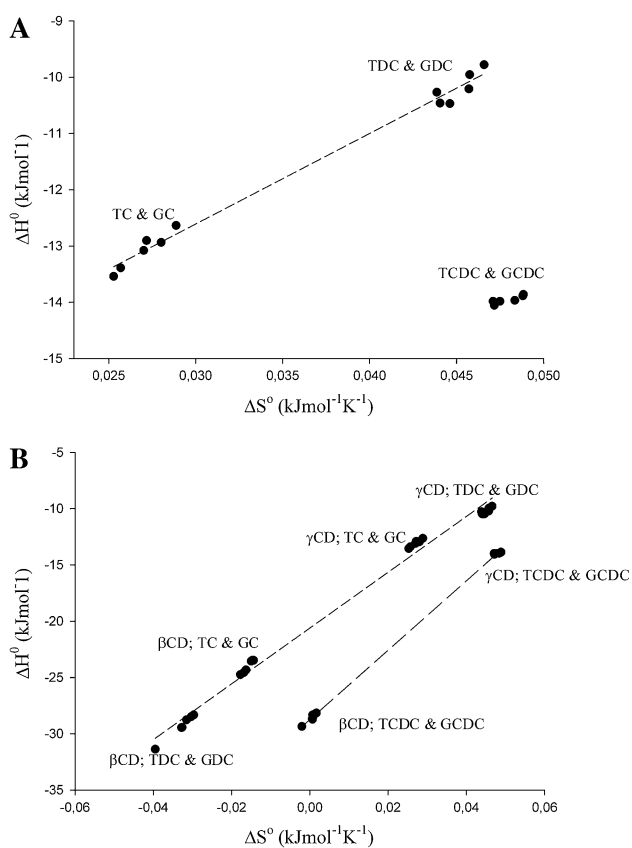 A
-9
-10
-11
-12
-13
-14
-15
ΔH⁰ (kJmol⁻1)
TDC & GDC
TC & GC
TCDC & GCDC
0,025 0,030 0,035 0,040 0,045 0,050
ΔSᵒ (kJmol⁻¹K⁻¹)
B
-5
-10
-15
-20
-25
-30
-35
ΔH⁰ (kJmol⁻1)
γCD; TDC & GDC
γCD; TC & GC
γCD; TCDC & GCDC
βCD; TC & GC
βCD; TCDC & GCDC
βCD; TDC & GDC
-0,06 -0,04 -0,02 0,00 0,02 0,04 0,06
ΔSᵒ (kJmol⁻¹K⁻¹)